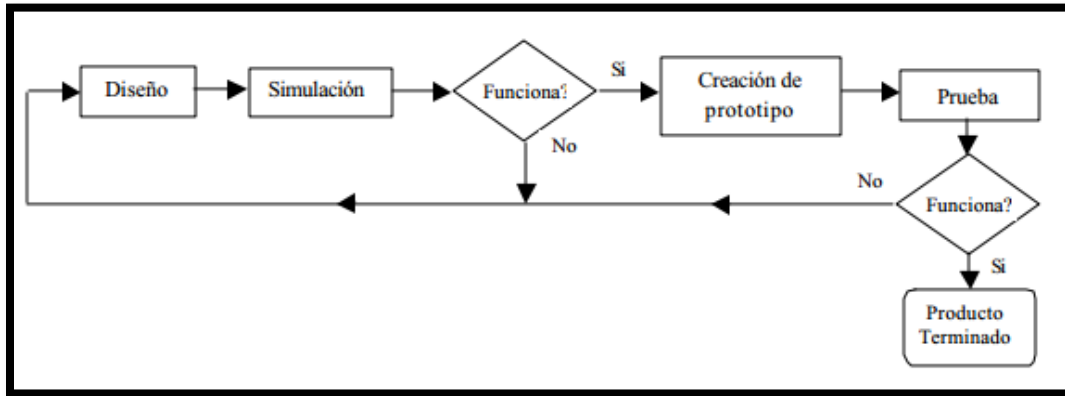 Diseño
Simulación
Funciona?
Si
No
Creación de
prototipo
Prueba
No
Funciona?
Si
Producto
Terminado